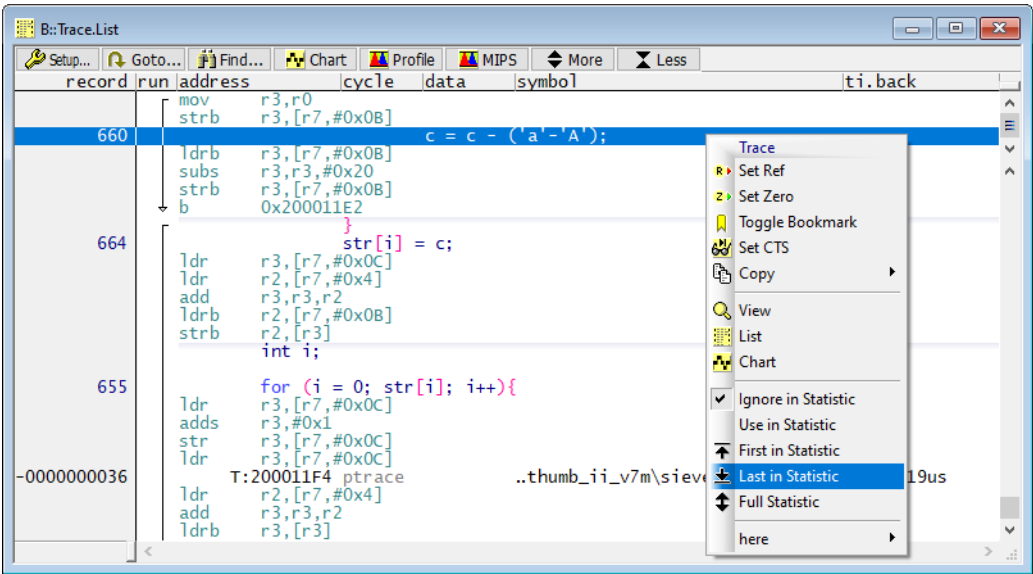 B::Trace.List
Setup... Goto... Find... Chart Profile MIPS More Less
record run address cycle data symbol ti.back
mov r3,r0
strb r3,[r7,#0x0B]
660 c = c - ('a'-'A');
ldrb r3,[r7,#0x0B]
subs r3,r3,#0x20
strb r3,[r7,#0x0B]
b 0x200011E2
}
664 str[i] = c;
ldr r3,[r7,#0x0C]
ldr r2,[r7,#0x4]
add r3,r3,r2
ldrb r2,[r7,#0x0B]
strb r2,[r3]
int i;
655 for (i = 0; str[i]; i++){
ldr r3,[r7,#0x0C]
adds r3,#0x1
str r3,[r7,#0x0C]
ldr r3,[r7,#0x0C]
-0000000036 T:200011F4 ptrace ..thumb_ii_v7m\sieve 19us
ldr r2,[r7,#0x4]
add r3,r3,r2
ldrb r3,[r3]
Trace
R Set Ref
Z Set Zero
Toggle Bookmark
Set CTS
Copy
View
List
Chart
Ignore in Statistic
Use in Statistic
First in Statistic
Last in Statistic
Full Statistic
here